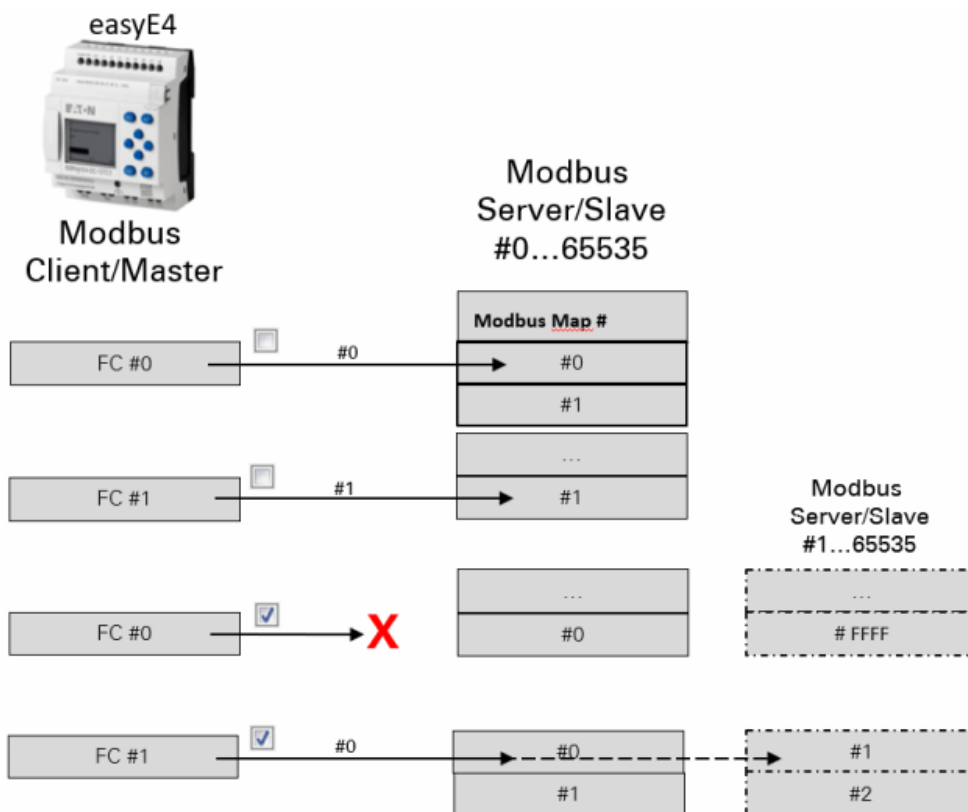 easyE4
E·T·N
Modbus
Client/Master
Modbus
Server/Slave
#0...65535
Modbus Map #
FC #0
#0
#0
#1
...
FC #1
#1
#1
Modbus
Server/Slave
#1...65535
...
...
FC #0
X
#0
# FFFF
FC #1
#0
#0
#1
#1
#2